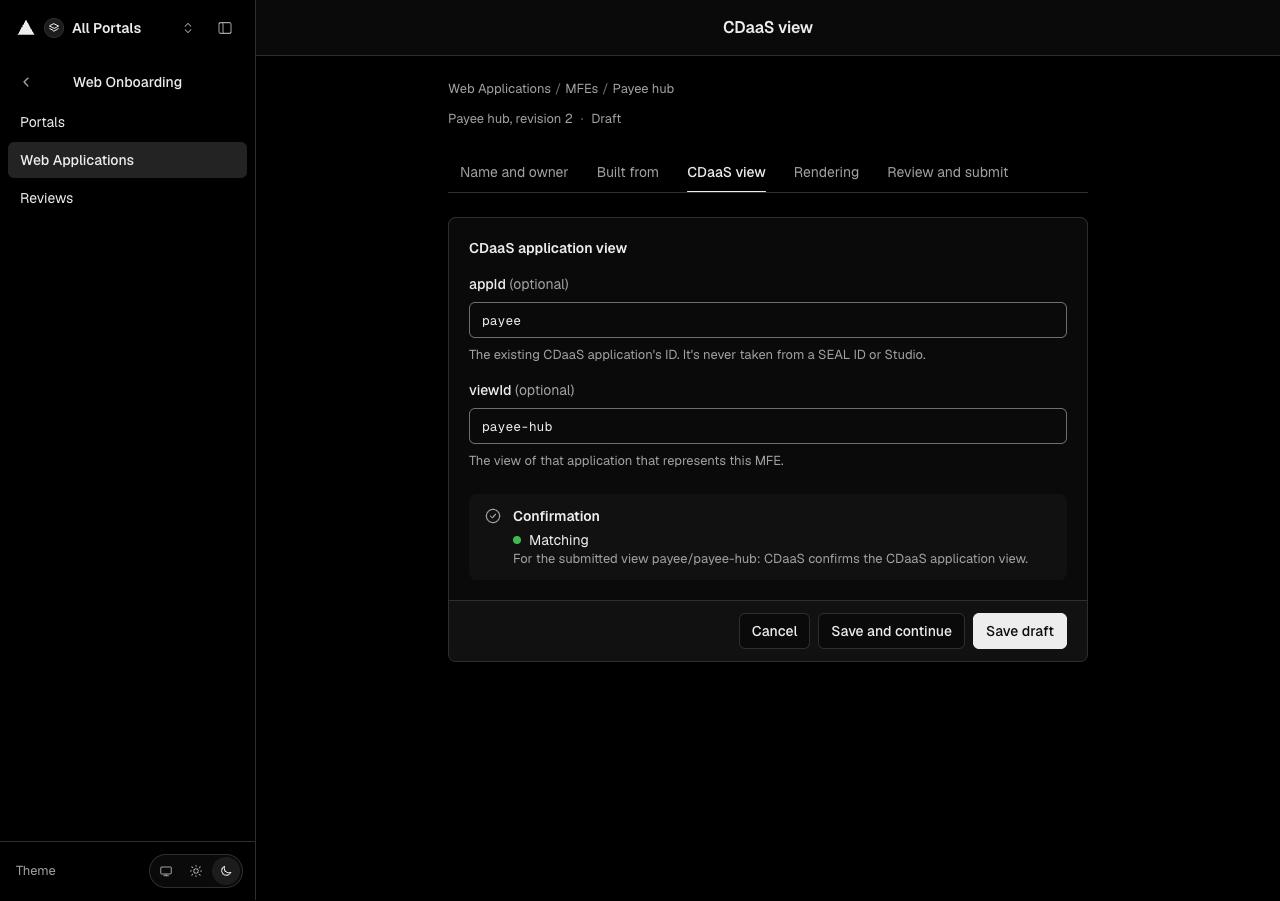 All Portals
CDaaS view
Web Onboarding
Portals
Web Applications
Reviews
Web Applications / MFEs / Payee hub
Payee hub, revision 2 · Draft
Name and owner
Built from
CDaaS view
Rendering
Review and submit
CDaaS application view
appId (optional)
payee
The existing CDaaS application's ID. It's never taken from a SEAL ID or Studio.
viewId (optional)
payee-hub
The view of that application that represents this MFE.
Confirmation
Matching
For the submitted view payee/payee-hub: CDaaS confirms the CDaaS application view.
Cancel
Save and continue
Save draft
Theme